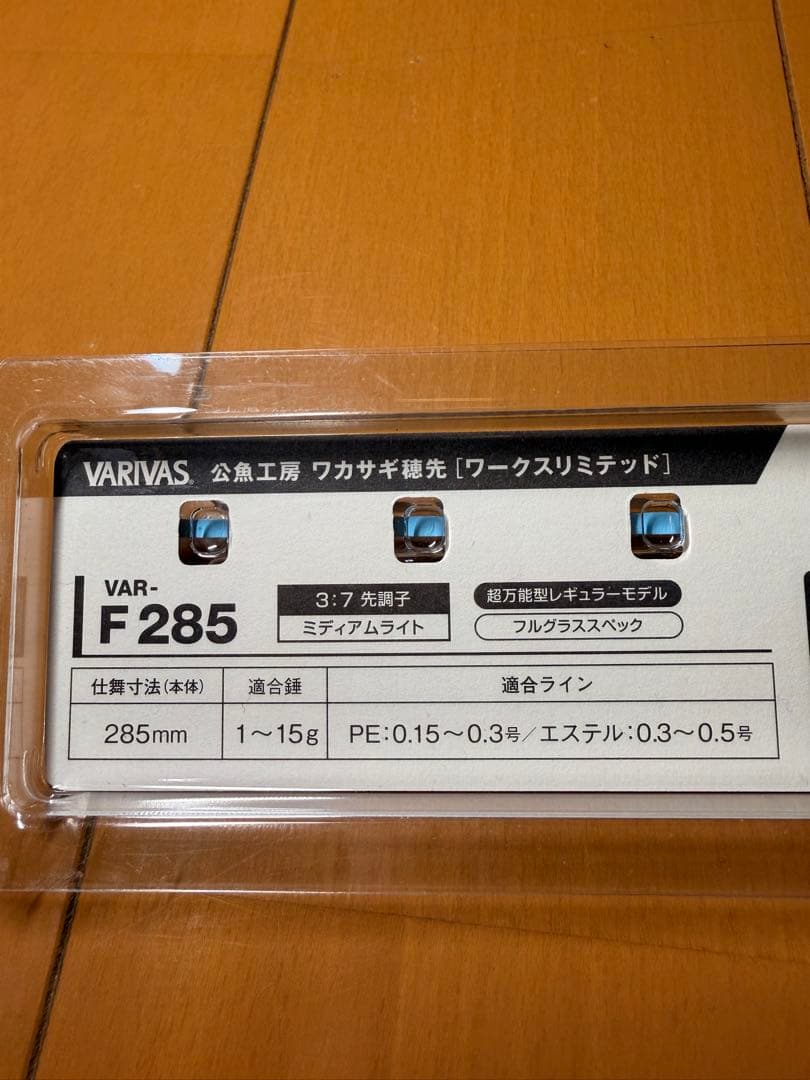 VARIVAS® 公魚工房 ワカサギ穂先 [ワークスリミテッド]
VAR-
F 285
3:7 先調子
ミディアムライト
超万能型レギュラーモデル
フルグラススペック
仕舞寸法(本体) 適合錘 適合ライン
285mm 1〜15g PE:0.15〜0.3号/エステル:0.3〜0.5号